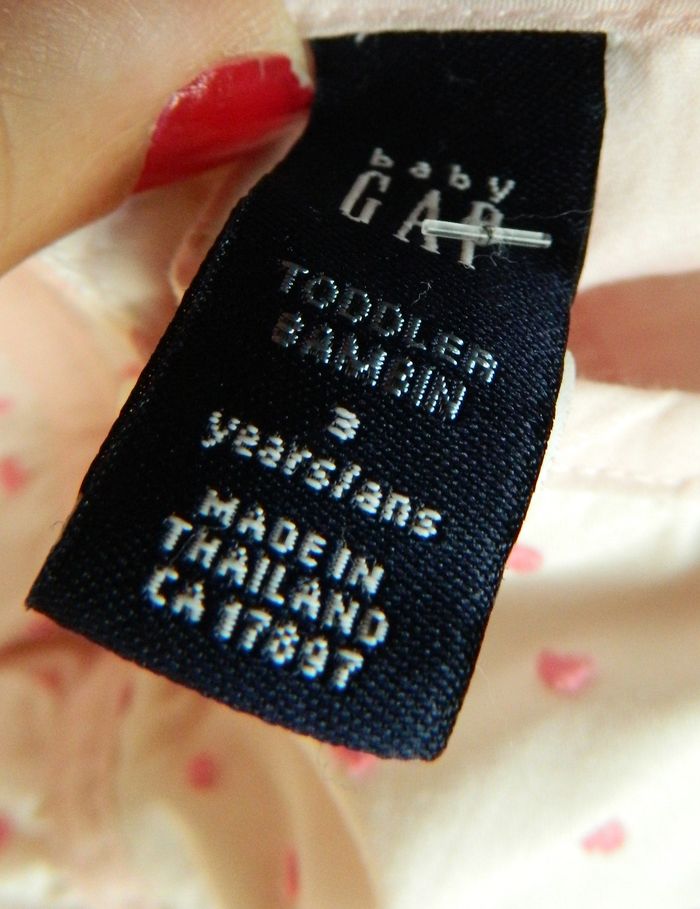 baby
GAP
TODDLER
BAMBIN
3
years/ans
MADE IN
THAILAND
CA 17897